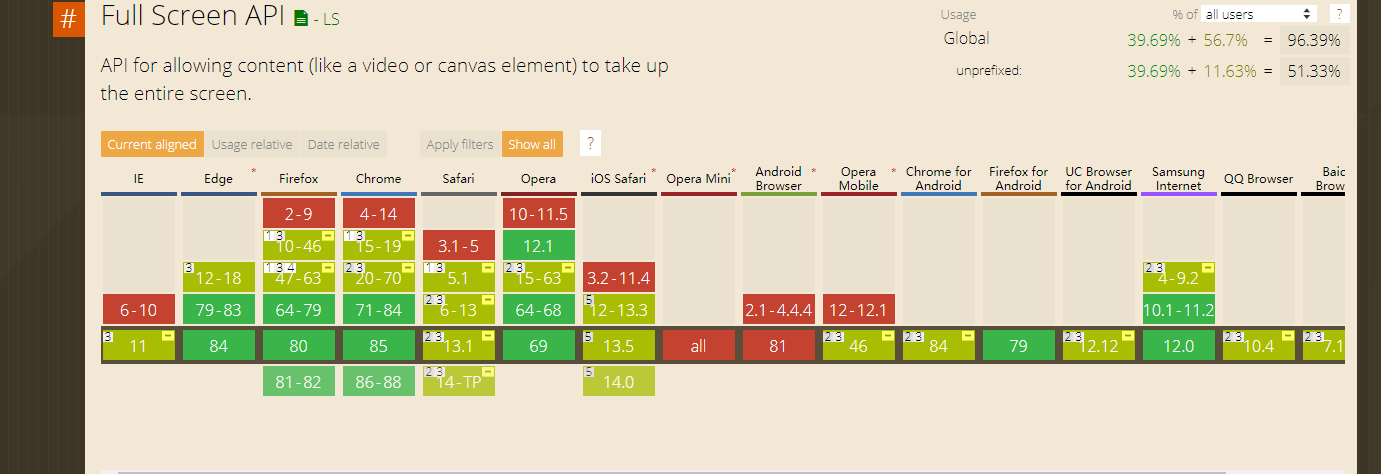 # Full Screen API - LS
Usage % of all users ?
Global 39.69% + 56.7% = 96.39%
unprefixed: 39.69% + 11.63% = 51.33%
API for allowing content (like a video or canvas element) to take up
the entire screen.
Current aligned Usage relative Date relative Apply filters Show all ?
IE Edge * Firefox Chrome Safari Opera iOS Safari * Opera Mini * Android Browser * Opera Mobile * Chrome for Android Firefox for Android UC Browser for Android Samsung Internet QQ Browser Baid Brow
2-9 4-14 10-11.5
1 3 10-46 1 3 15-19 3.1-5 12.1
3 12-18 1 3 4 47-63 2 3 20-70 1 3 5.1 2 3 15-63 3.2-11.4 2 3 4-9.2
6-10 79-83 64-79 71-84 2 3 6-13 64-68 5 12-13.3 2.1-4.4.4 12-12.1 10.1-11.2
3 11 84 80 85 2 3 13.1 69 5 13.5 all 81 2 3 46 2 3 84 79 2 3 12.12 12.0 2 3 10.4 2 3 7.1
81-82 86-88 2 3 14-TP 5 14.0